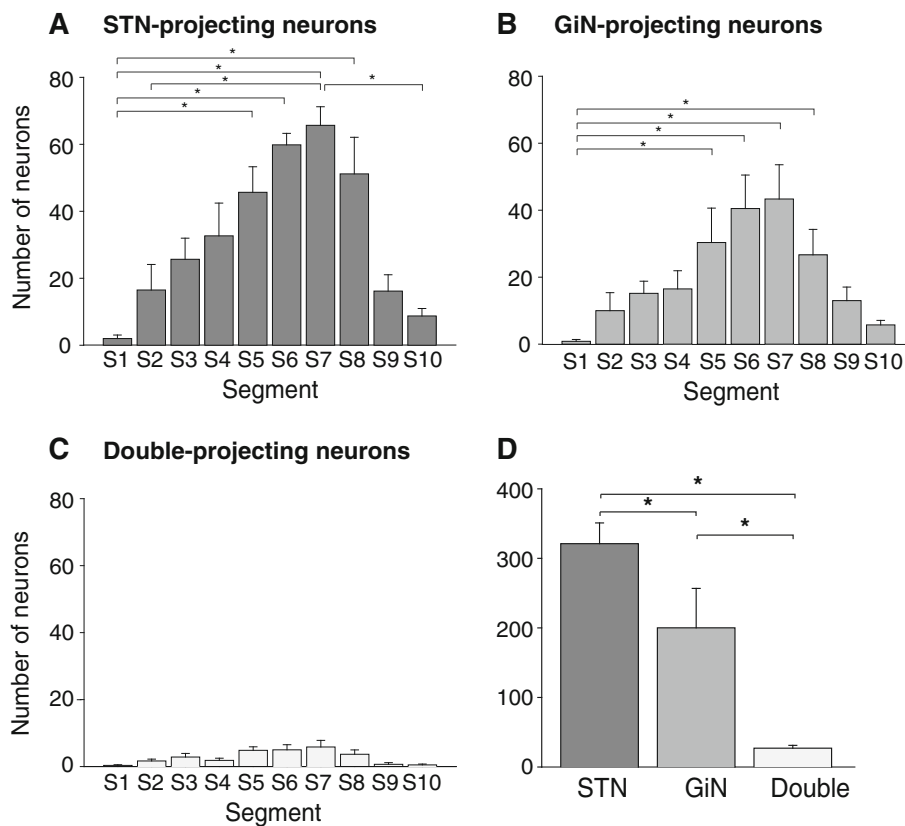 A STN-projecting neurons
Number of neurons
80
60
40
20
0
* * * * * *
S1 S2 S3 S4 S5 S6 S7 S8 S9 S10
Segment
B GiN-projecting neurons
80
60
40
20
0
* * * *
S1 S2 S3 S4 S5 S6 S7 S8 S9 S10
Segment
C Double-projecting neurons
Number of neurons
80
60
40
20
0
S1 S2 S3 S4 S5 S6 S7 S8 S9 S10
Segment
D
400
300
200
100
0
* * *
STN GiN Double